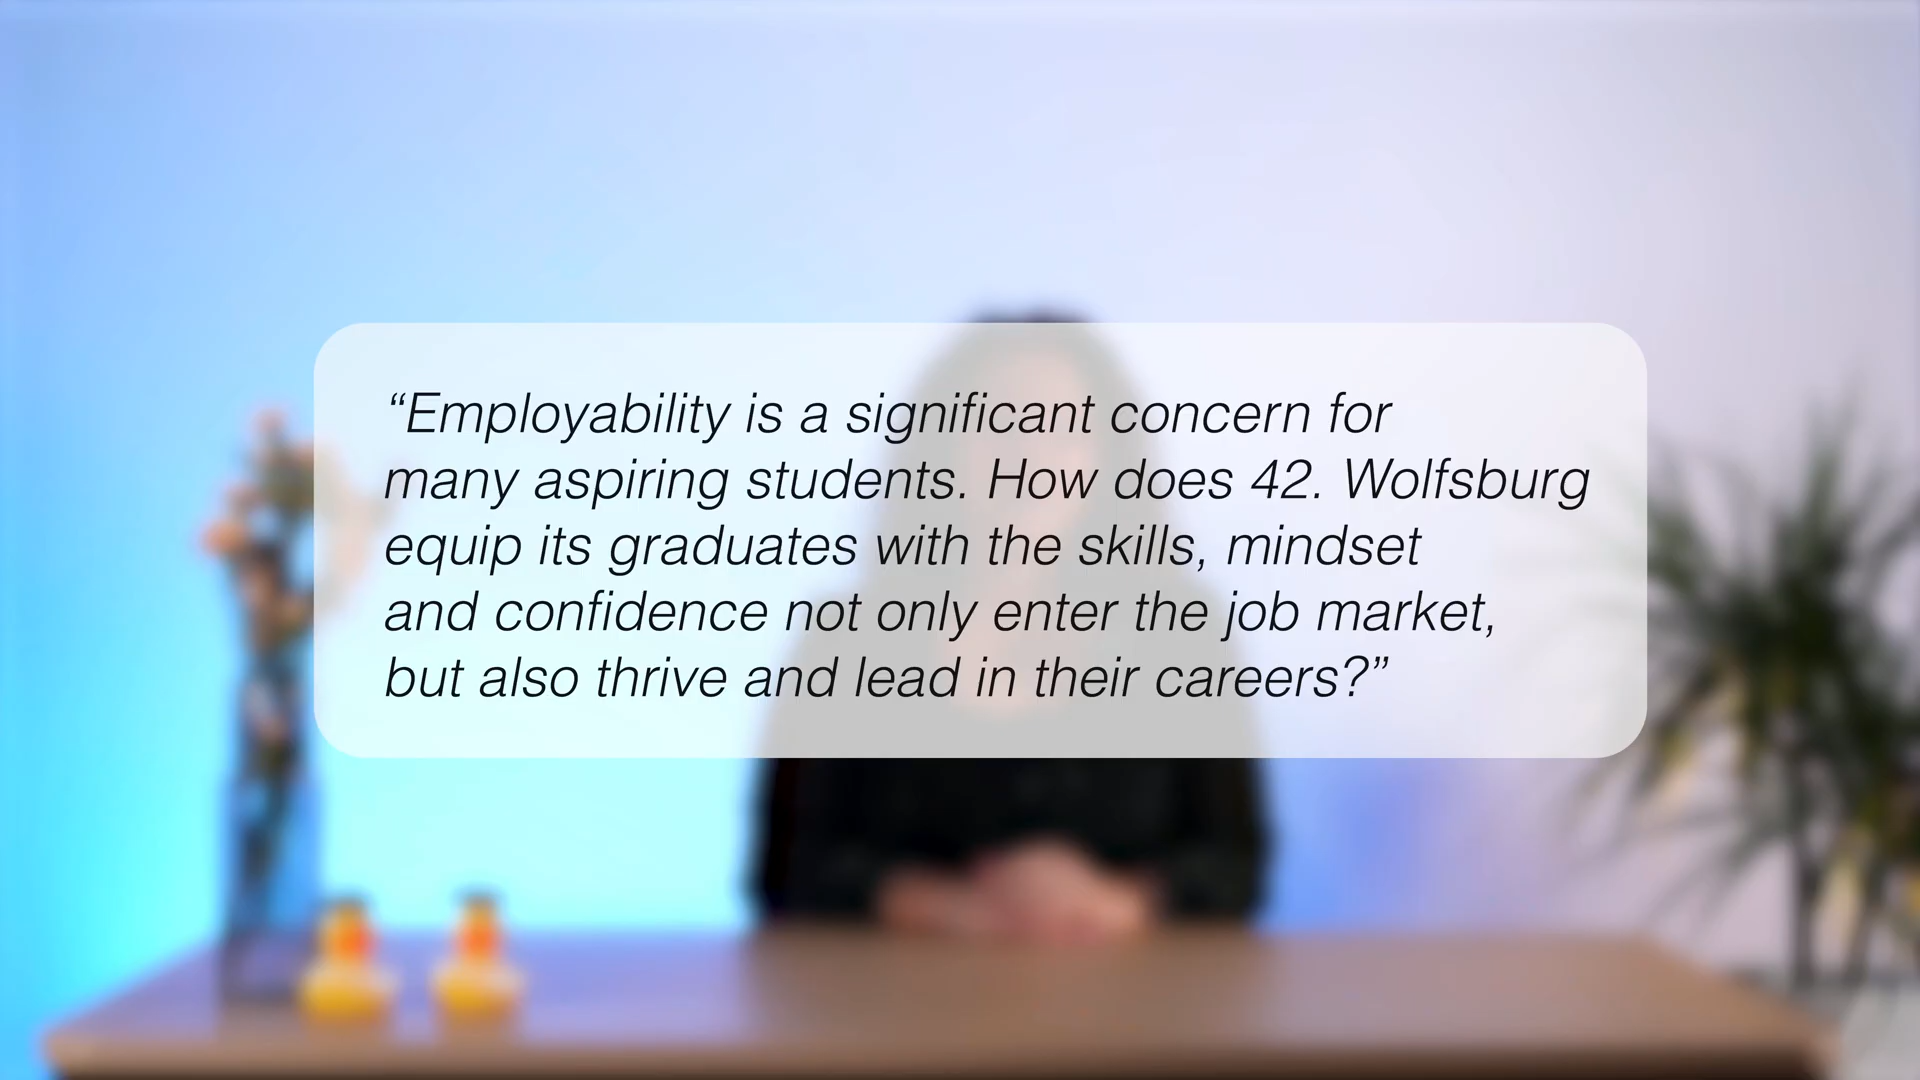 “Employability is a significant concern for
many aspiring students. How does 42. Wolfsburg
equip its graduates with the skills, mindset
and confidence not only enter the job market,
but also thrive and lead in their careers?”